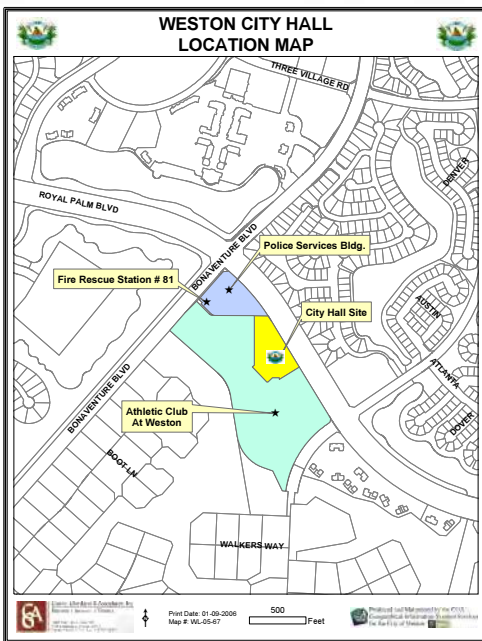 WESTON CITY HALL
LOCATION MAP
THREE VILLAGE RD
DENVER
ROYAL PALM BLVD
BONAVENTURE BLVD
Police Services Bldg.
Fire Rescue Station # 81
City Hall Site
AUSTIN
ATLANTA
BONAVENTURE BLVD
Athletic Club
At Weston
DOVER
BOOT LN
WALKERS WAY
Print Date: 01-09-2006
Map #: WL-05-67
500
Feet